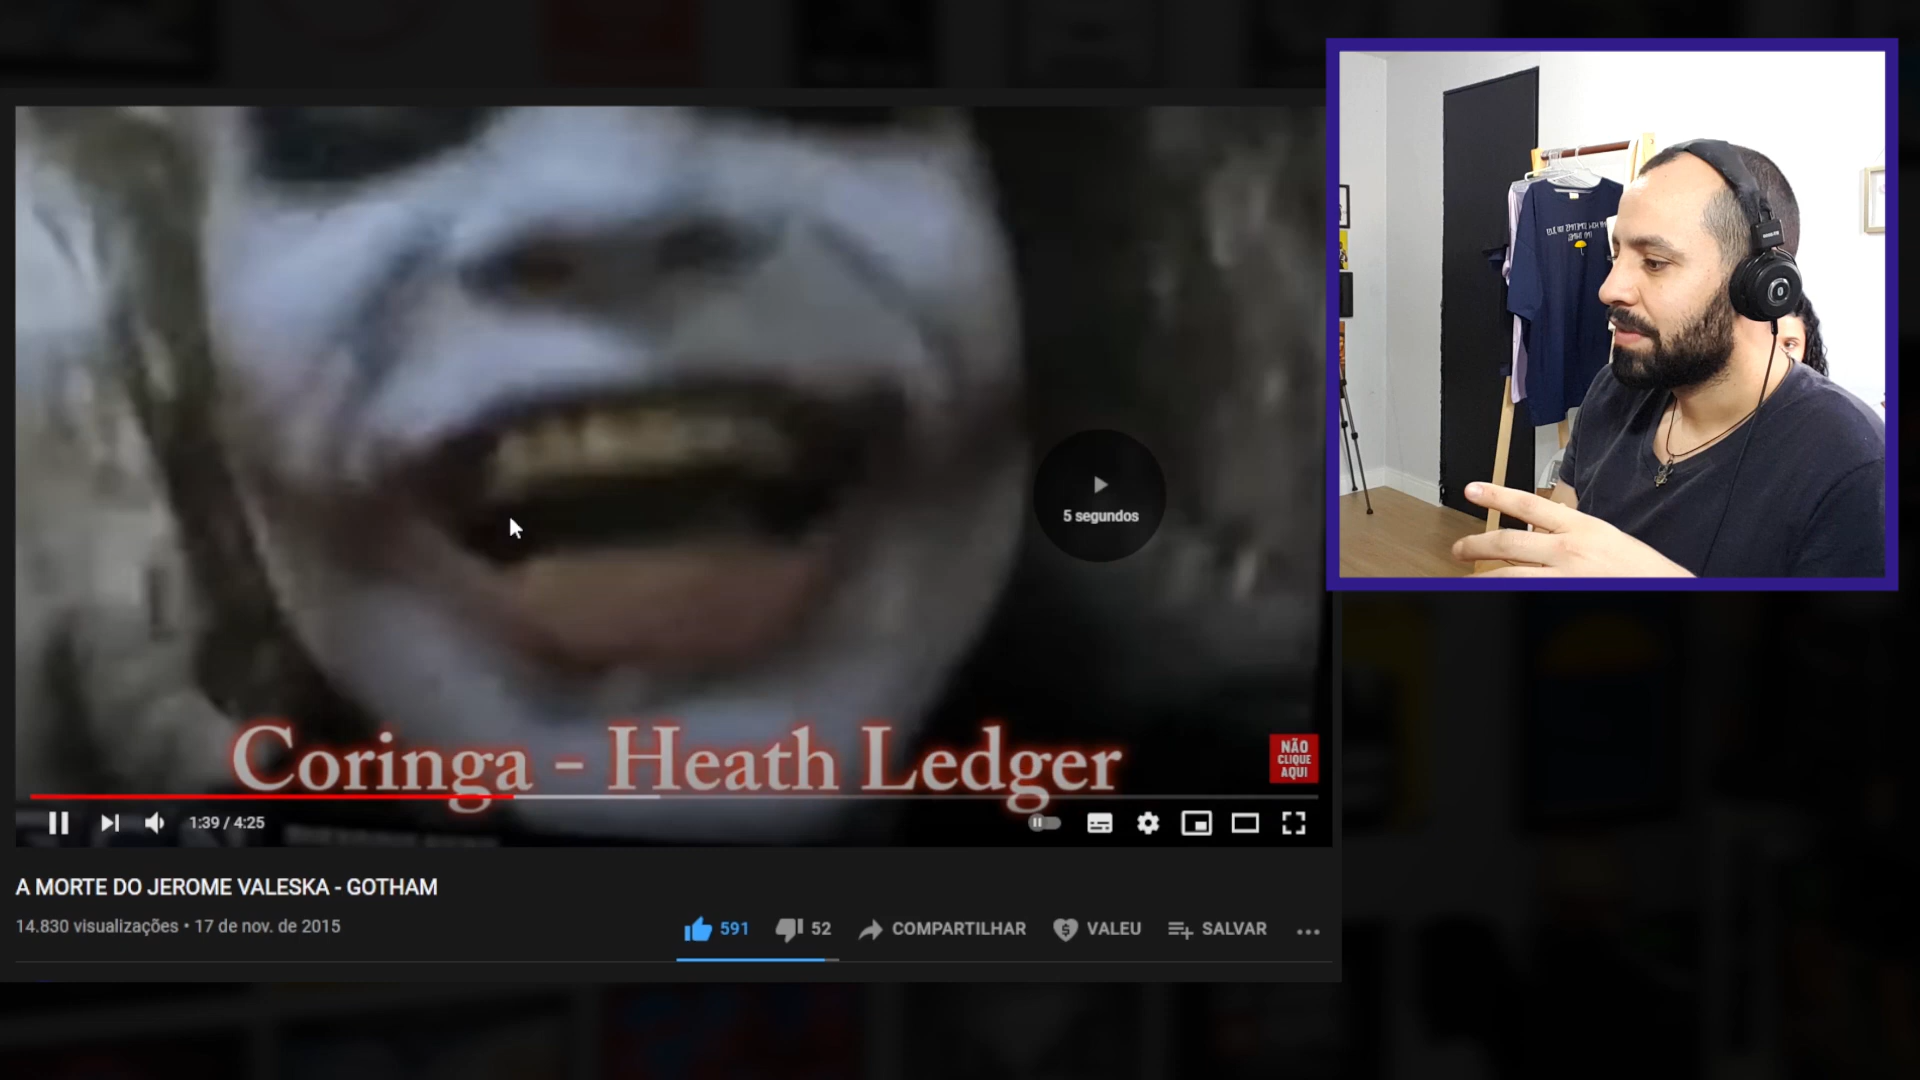 5 segundos
Coringa - Heath Ledger
NÃO
CLIQUE
AQUI
1:39 / 4:25
A MORTE DO JEROME VALESKA - GOTHAM
14.830 visualizações • 17 de nov. de 2015
591
52
COMPARTILHAR
VALEU
SALVAR